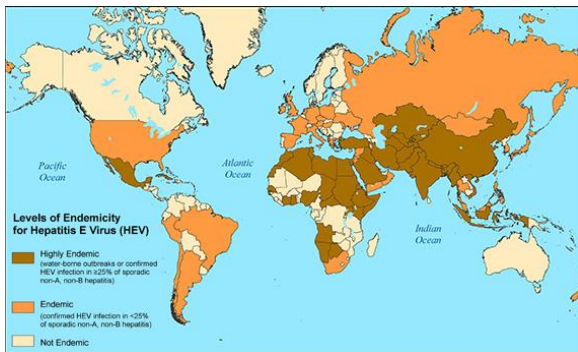 Pacific
Ocean
Atlantic
Ocean
Indian
Ocean
Levels of Endemicity
for Hepatitis E Virus (HEV)
Highly Endemic
(water-borne outbreaks or confirmed
HEV infection in ≥25% of sporadic
non-A, non-B hepatitis)
Endemic
(confirmed HEV infection in <25%
of sporadic non-A, non-B hepatitis)
Not Endemic